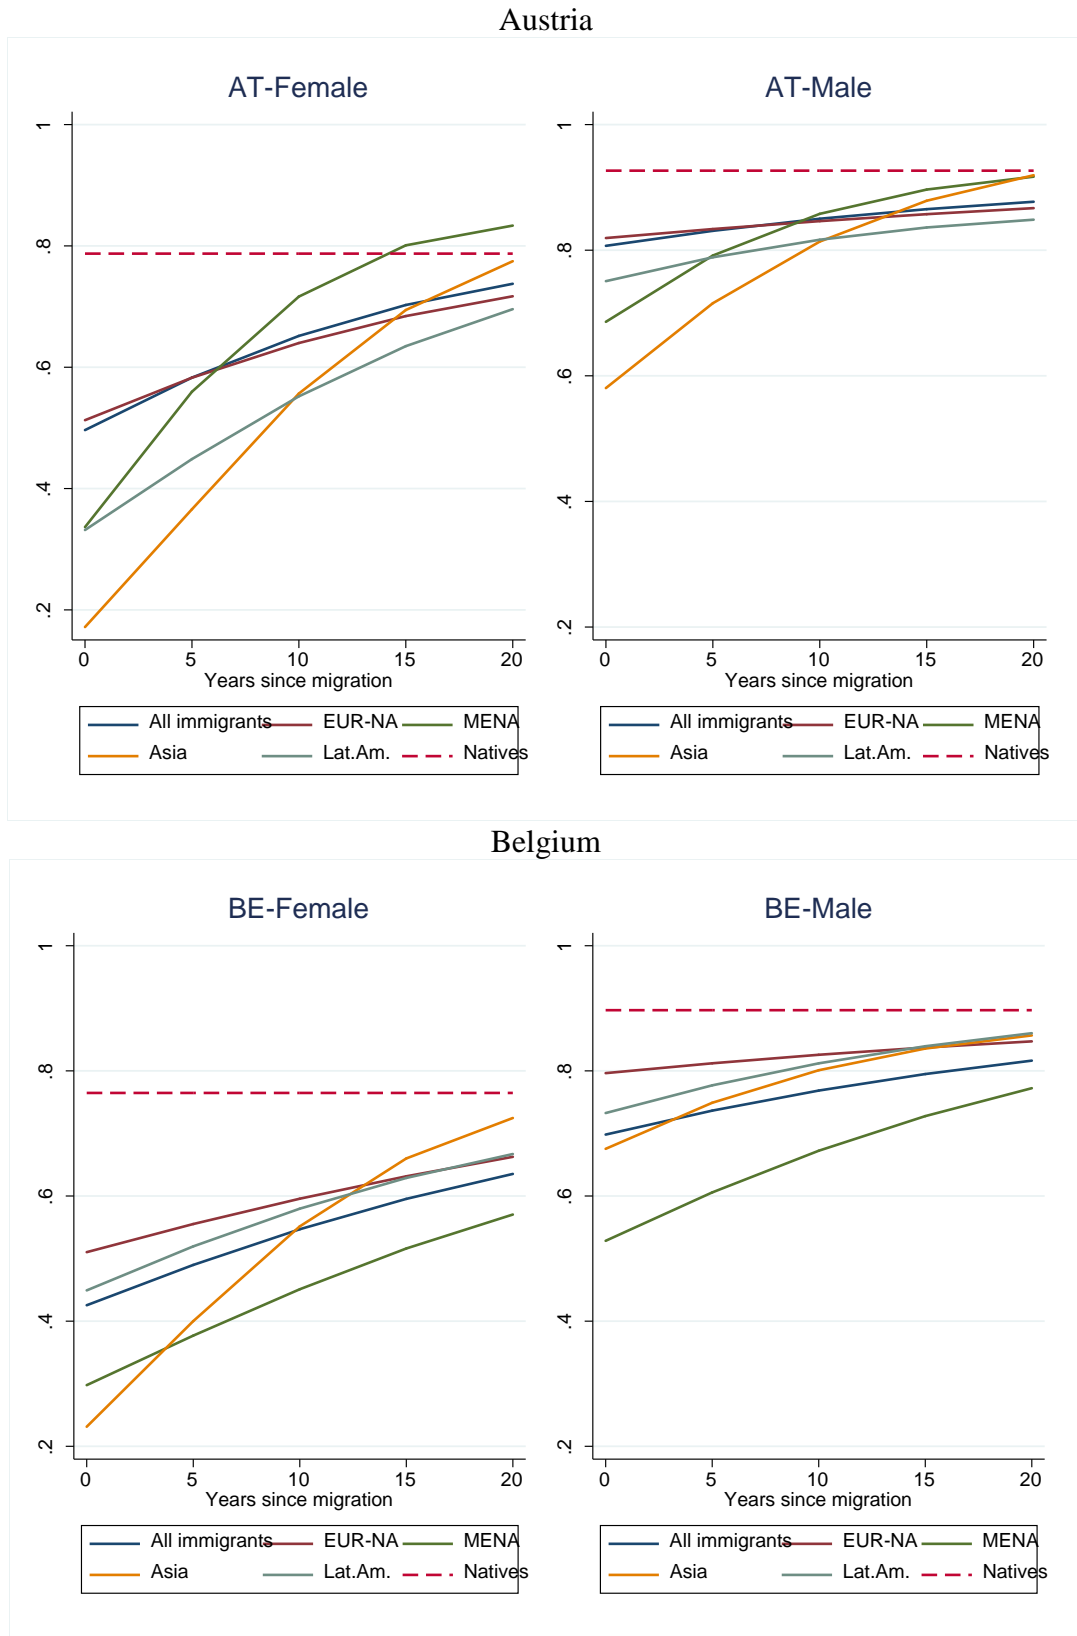 Austria
AT-Female
AT-Male
1
.8
.6
.4
.2
0 5 10 15 20
Years since migration
All immigrants EUR-NA MENA
Asia Lat.Am. Natives
1
.8
.6
.4
.2
0 5 10 15 20
Years since migration
All immigrants EUR-NA MENA
Asia Lat.Am. Natives
Belgium
BE-Female
BE-Male
1
.8
.6
.4
.2
0 5 10 15 20
Years since migration
All immigrants EUR-NA MENA
Asia Lat.Am. Natives
1
.8
.6
.4
.2
0 5 10 15 20
Years since migration
All immigrants EUR-NA MENA
Asia Lat.Am. Natives